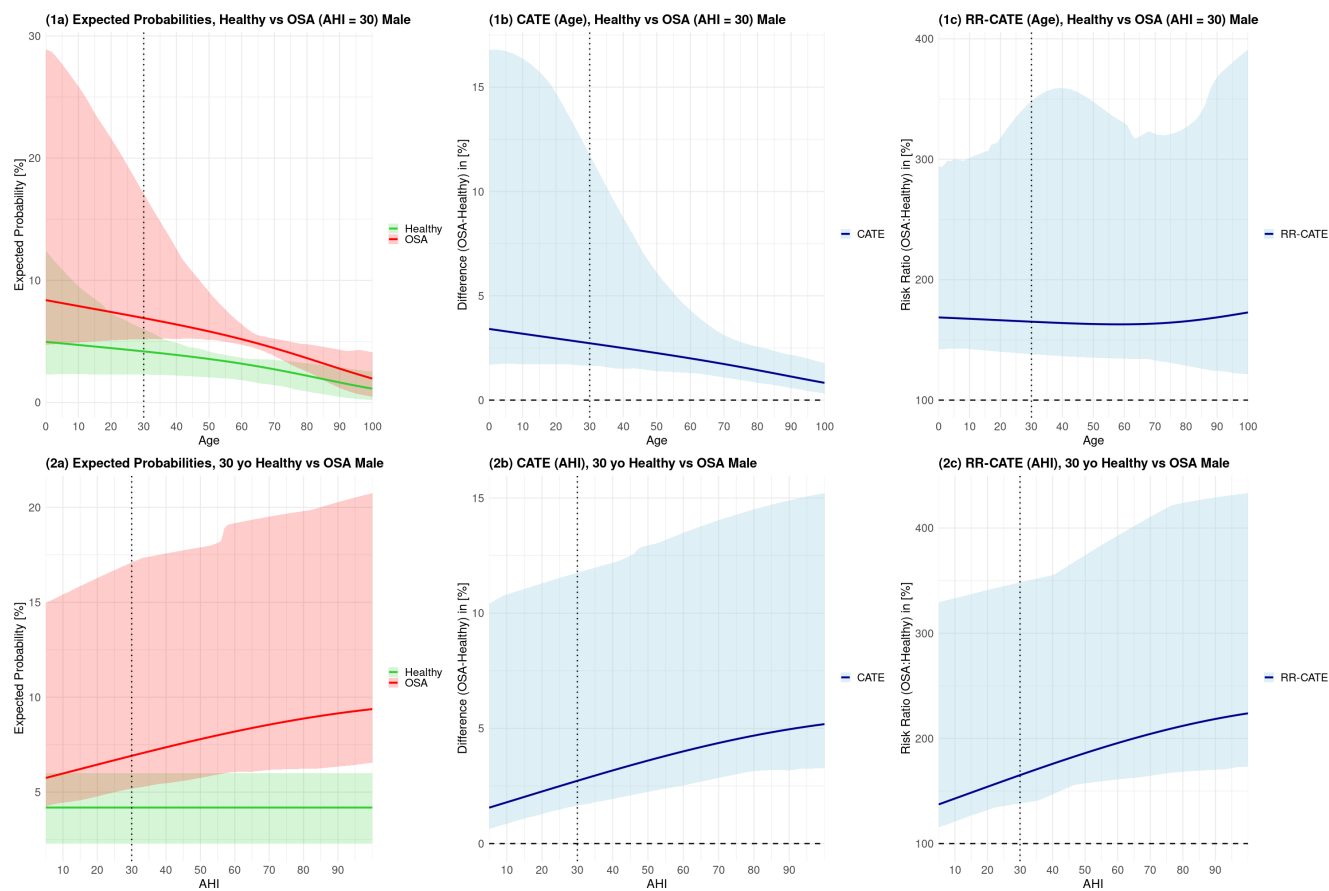 (1a) Expected Probabilities, Healthy vs OSA (AHI = 30) Male
30
20
10
0
Expected Probability [%]
0 10 20 30 40 50 60 70 80 90 100
Age
Healthy
OSA
(1b) CATE (Age), Healthy vs OSA (AHI = 30) Male
15
10
5
0
Difference (OSA-Healthy) in [%]
0 10 20 30 40 50 60 70 80 90 100
Age
CATE
(1c) RR-CATE (Age), Healthy vs OSA (AHI = 30) Male
400
300
200
100
Risk Ratio (OSA:Healthy) in [%]
0 10 20 30 40 50 60 70 80 90 100
Age
RR-CATE
(2a) Expected Probabilities, 30 yo Healthy vs OSA Male
20
15
10
5
Expected Probability [%]
10 20 30 40 50 60 70 80 90
AHI
Healthy
OSA
(2b) CATE (AHI), 30 yo Healthy vs OSA Male
15
10
5
0
Difference (OSA-Healthy) in [%]
10 20 30 40 50 60 70 80 90
AHI
CATE
(2c) RR-CATE (AHI), 30 yo Healthy vs OSA Male
400
300
200
100
Risk Ratio (OSA:Healthy) in [%]
10 20 30 40 50 60 70 80 90
AHI
RR-CATE